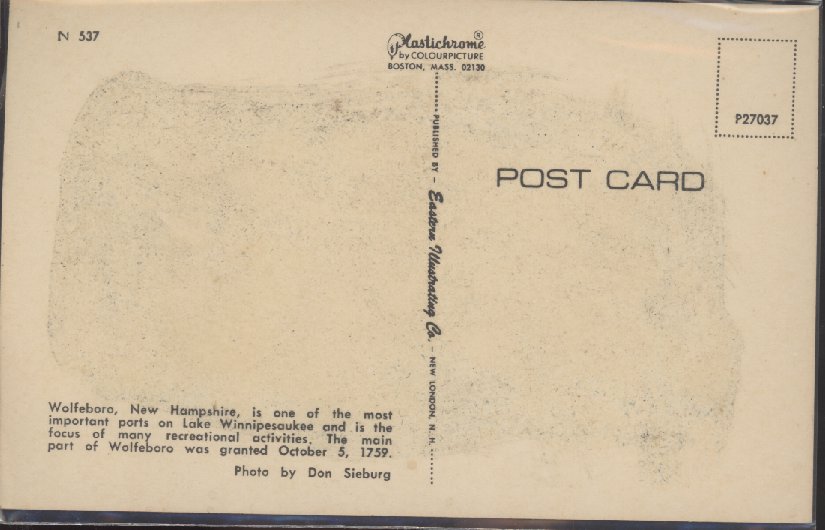 N 537
Plastichrome®
by COLOURPICTURE
BOSTON, MASS. 02130
P27037
POST CARD
PUBLISHED BY - Eastern Illustrating Co. - NEW LONDON, N. H.
Wolfeboro, New Hampshire, is one of the most
important ports on Lake Winnipesaukee and is the
focus of many recreational activities. The main
part of Wolfeboro was granted October 5, 1759.
Photo by Don Sieburg